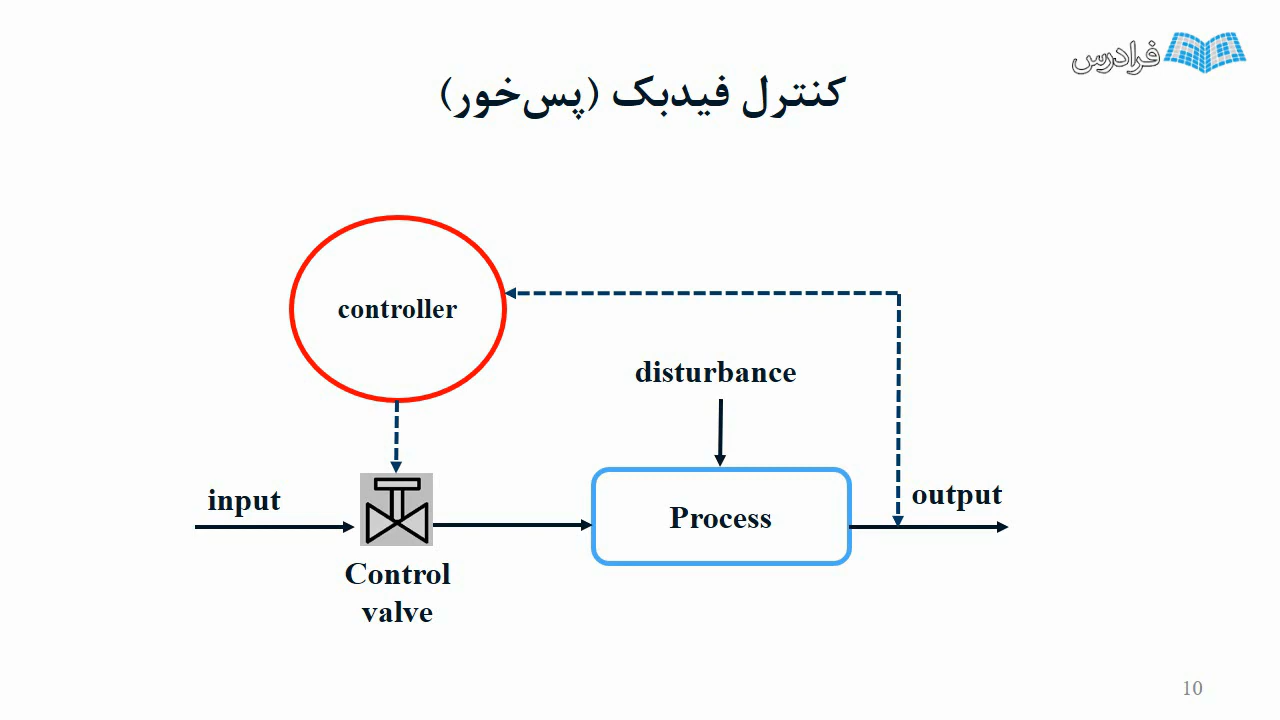 فرادرس
کنترل فیدبک (پس‌خور)
controller
disturbance
input
output
Process
Control
valve
10